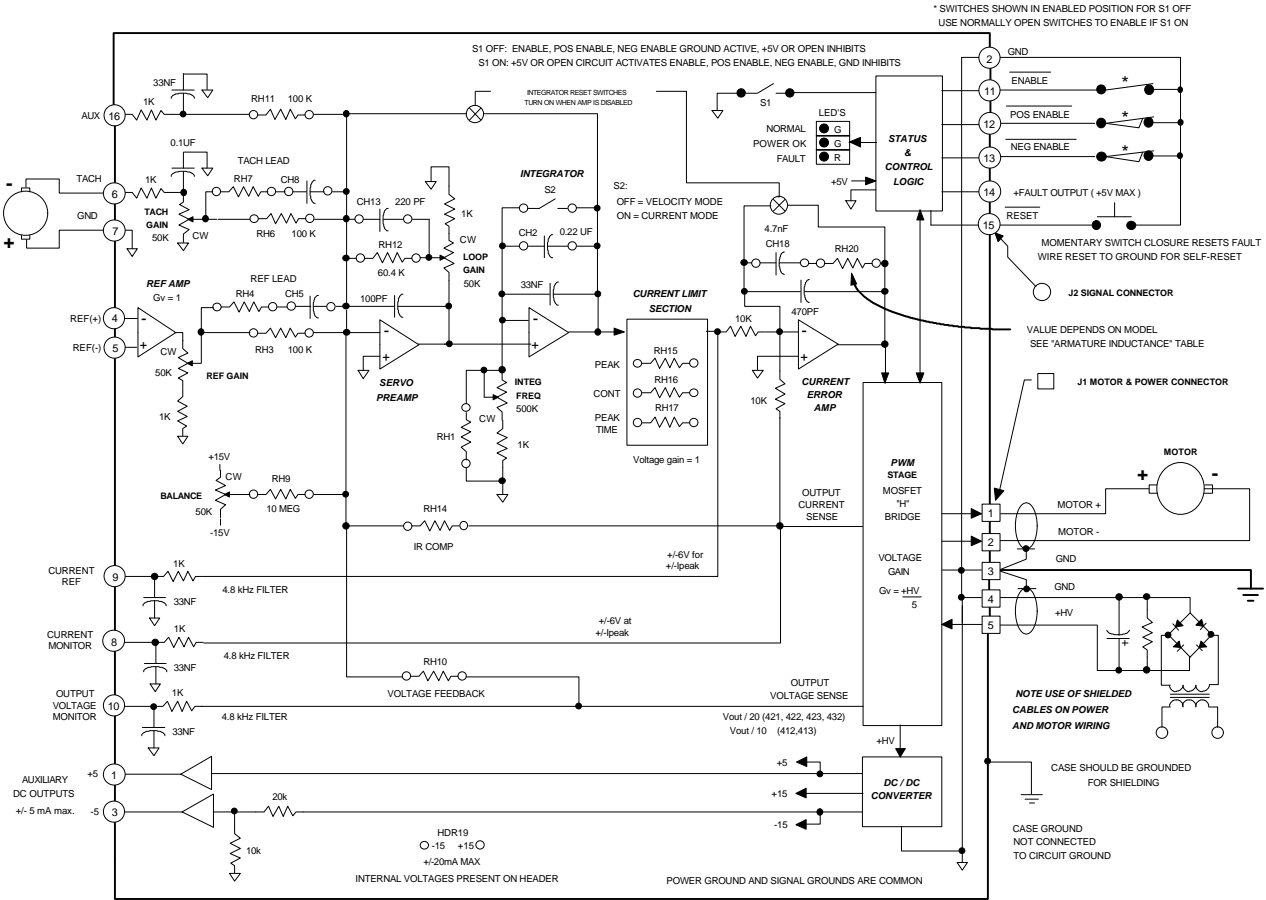 * SWITCHES SHOWN IN ENABLED POSITION FOR S1 OFF
USE NORMALLY OPEN SWITCHES TO ENABLE IF S1 ON
S1 OFF: ENABLE, POS ENABLE, NEG ENABLE GROUND ACTIVE, +5V OR OPEN INHIBITS
S1 ON: +5V OR OPEN CIRCUIT ACTIVATES ENABLE, POS ENABLE, NEG ENABLE, GND INHIBITS
2
GND
11
ENABLE
*
12
POS ENABLE
*
13
NEG ENABLE
*
14
+FAULT OUTPUT ( +5V MAX )
15
RESET
MOMENTARY SWITCH CLOSURE RESETS FAULT
WIRE RESET TO GROUND FOR SELF-RESET
J2 SIGNAL CONNECTOR
VALUE DEPENDS ON MODEL
SEE "ARMATURE INDUCTANCE" TABLE
J1 MOTOR & POWER CONNECTOR
INTEGRATOR RESET SWITCHES
TURN ON WHEN AMP IS DISABLED
S1
LED'S
NORMAL
G
POWER OK
G
FAULT
R
+5V
STATUS
&
CONTROL
LOGIC
AUX
16
1K
33NF
RH11
100 K
0.1UF
TACH
6
1K
GND
7
-
+
TACH
GAIN
50K
CW
TACH LEAD
RH7
CH8
RH6
100 K
CH13
220 PF
RH12
60.4 K
1K
CW
LOOP
GAIN
50K
INTEGRATOR
S2
CH2
0.22 UF
33NF
S2:
OFF = VELOCITY MODE
ON = CURRENT MODE
4.7nF
CH18
RH20
470PF
REF AMP
Gv = 1
REF(+)
4
REF(-)
5
-
+
CW
50K
REF GAIN
1K
REF LEAD
RH4
CH5
RH3
100 K
100PF
-
+
SERVO
PREAMP
-
+
INTEG
FREQ
500K
CW
RH1
1K
CURRENT LIMIT
SECTION
PEAK
RH15
CONT
RH16
PEAK
TIME
RH17
Voltage gain = 1
10K
10K
-
+
CURRENT
ERROR
AMP
+15V
CW
BALANCE
50K
-15V
RH9
10 MEG
RH14
IR COMP
OUTPUT
CURRENT
SENSE
PWM
STAGE
MOSFET
"H"
BRIDGE
VOLTAGE
GAIN
Gv = +HV
5
1
MOTOR +
2
MOTOR -
3
GND
4
GND
5
+HV
MOTOR
+
-
+
NOTE USE OF SHIELDED
CABLES ON POWER
AND MOTOR WIRING
CURRENT
REF
9
1K
33NF
4.8 kHz FILTER
+/-6V for
+/-Ipeak
CURRENT
MONITOR
8
1K
33NF
4.8 kHz FILTER
+/-6V at
+/-Ipeak
RH10
VOLTAGE FEEDBACK
OUTPUT
VOLTAGE
MONITOR
10
1K
33NF
4.8 kHz FILTER
OUTPUT
VOLTAGE SENSE
Vout / 20 (421, 422, 423, 432)
Vout / 10 (412,413)
+HV
AUXILIARY
DC OUTPUTS
+/- 5 mA max.
+5
1
-5
3
20k
10k
+5
+15
-15
DC / DC
CONVERTER
HDR19
-15 +15
+/-20mA MAX
INTERNAL VOLTAGES PRESENT ON HEADER
POWER GROUND AND SIGNAL GROUNDS ARE COMMON
CASE SHOULD BE GROUNDED
FOR SHIELDING
CASE GROUND
NOT CONNECTED
TO CIRCUIT GROUND